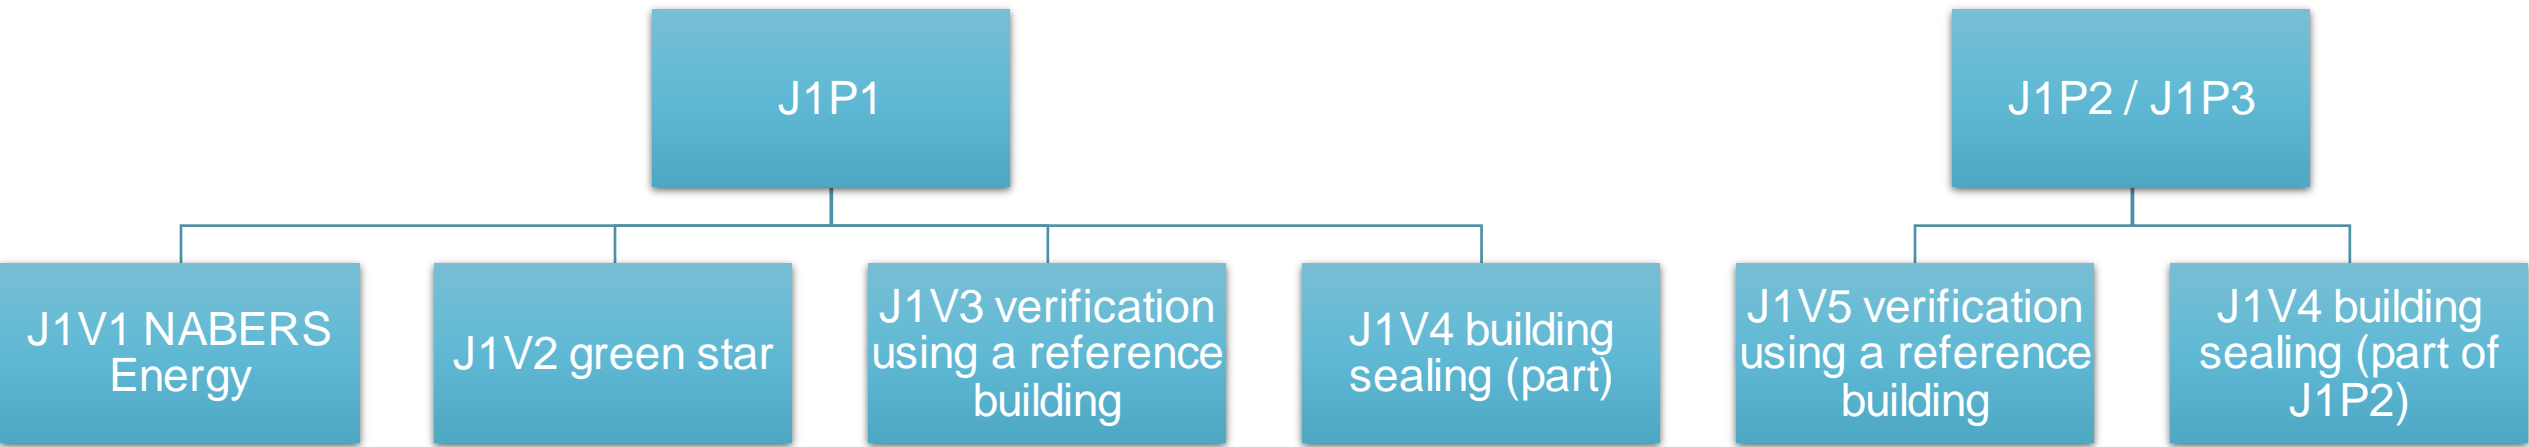 J1P1
J1P2 / J1P3
J1V1 NABERS
Energy
J1V2 green star
J1V3 verification
using a reference
building
J1V4 building
sealing (part)
J1V5 verification
using a reference
building
J1V4 building
sealing (part of
J1P2)